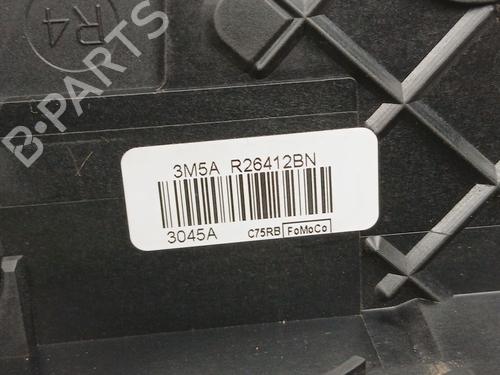 R4
B-PARTS
3M5A R26412BN
3045A C75RB FoMoCo